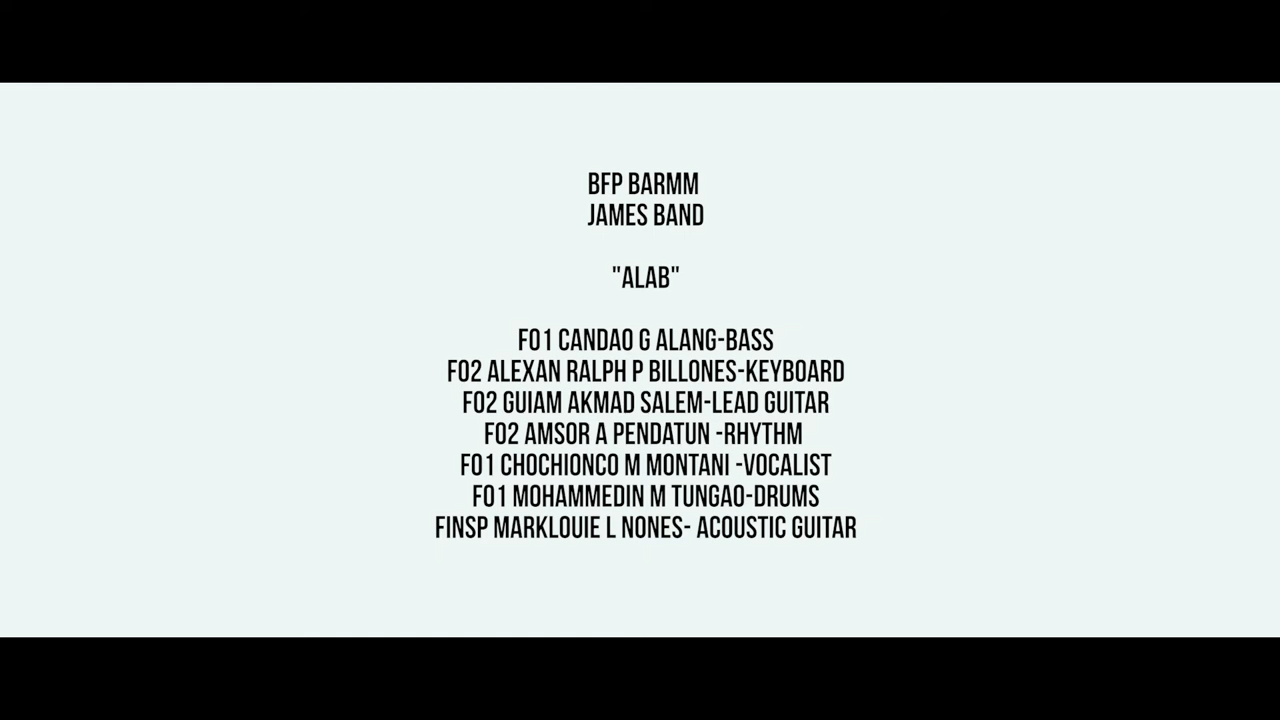 BFP BARMM
JAMES BAND
"ALAB"
FO1 CANDAO G ALANG-BASS
FO2 ALEXAN RALPH P BILLONES-KEYBOARD
FO2 GUIAM AKMAD SALEM-LEAD GUITAR
FO2 AMSOR A PENDATUN -RHYTHM
FO1 CHOCHIONCO M MONTANI -VOCALIST
FO1 MOHAMMEDIN M TUNGAO-DRUMS
FINSP MARKLOUIE L NONES- ACOUSTIC GUITAR